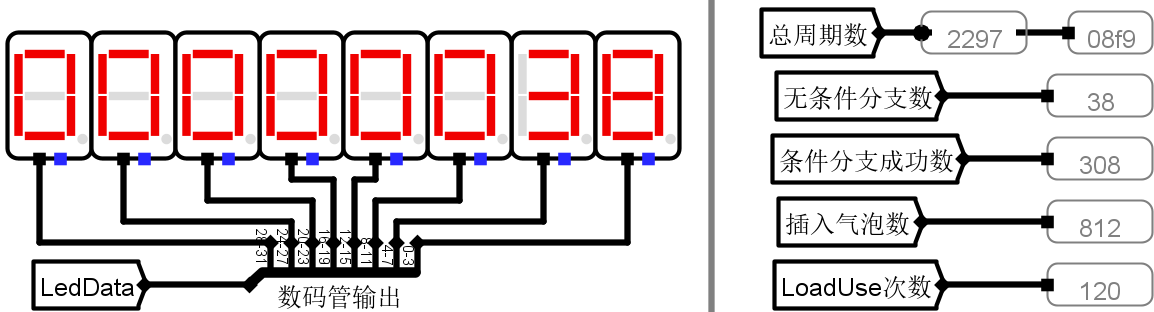 00000038
28-31 24-27 20-23 16-19 12-15 8-11 4-7 0-3
LedData
数码管输出
总周期数 2297 08f9
无条件分支数 38
条件分支成功数 308
插入气泡数 812
LoadUse次数 120